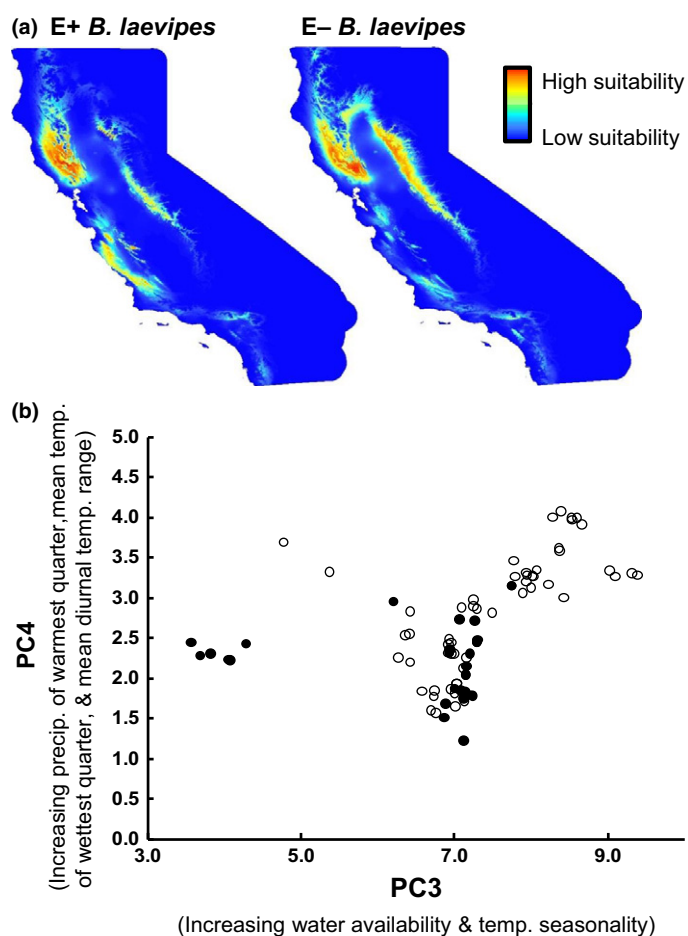 (a) E+ B. laevipes E– B. laevipes
High suitability
Low suitability
(b)
5.0
4.5
4.0
3.5
3.0
2.5
2.0
1.5
1.0
0.5
0.0
PC4
(Increasing precip. of warmest quarter,mean temp.
of wettest quarter, & mean diurnal temp. range)
3.0 5.0 7.0 9.0
PC3
(Increasing water availability & temp. seasonality)